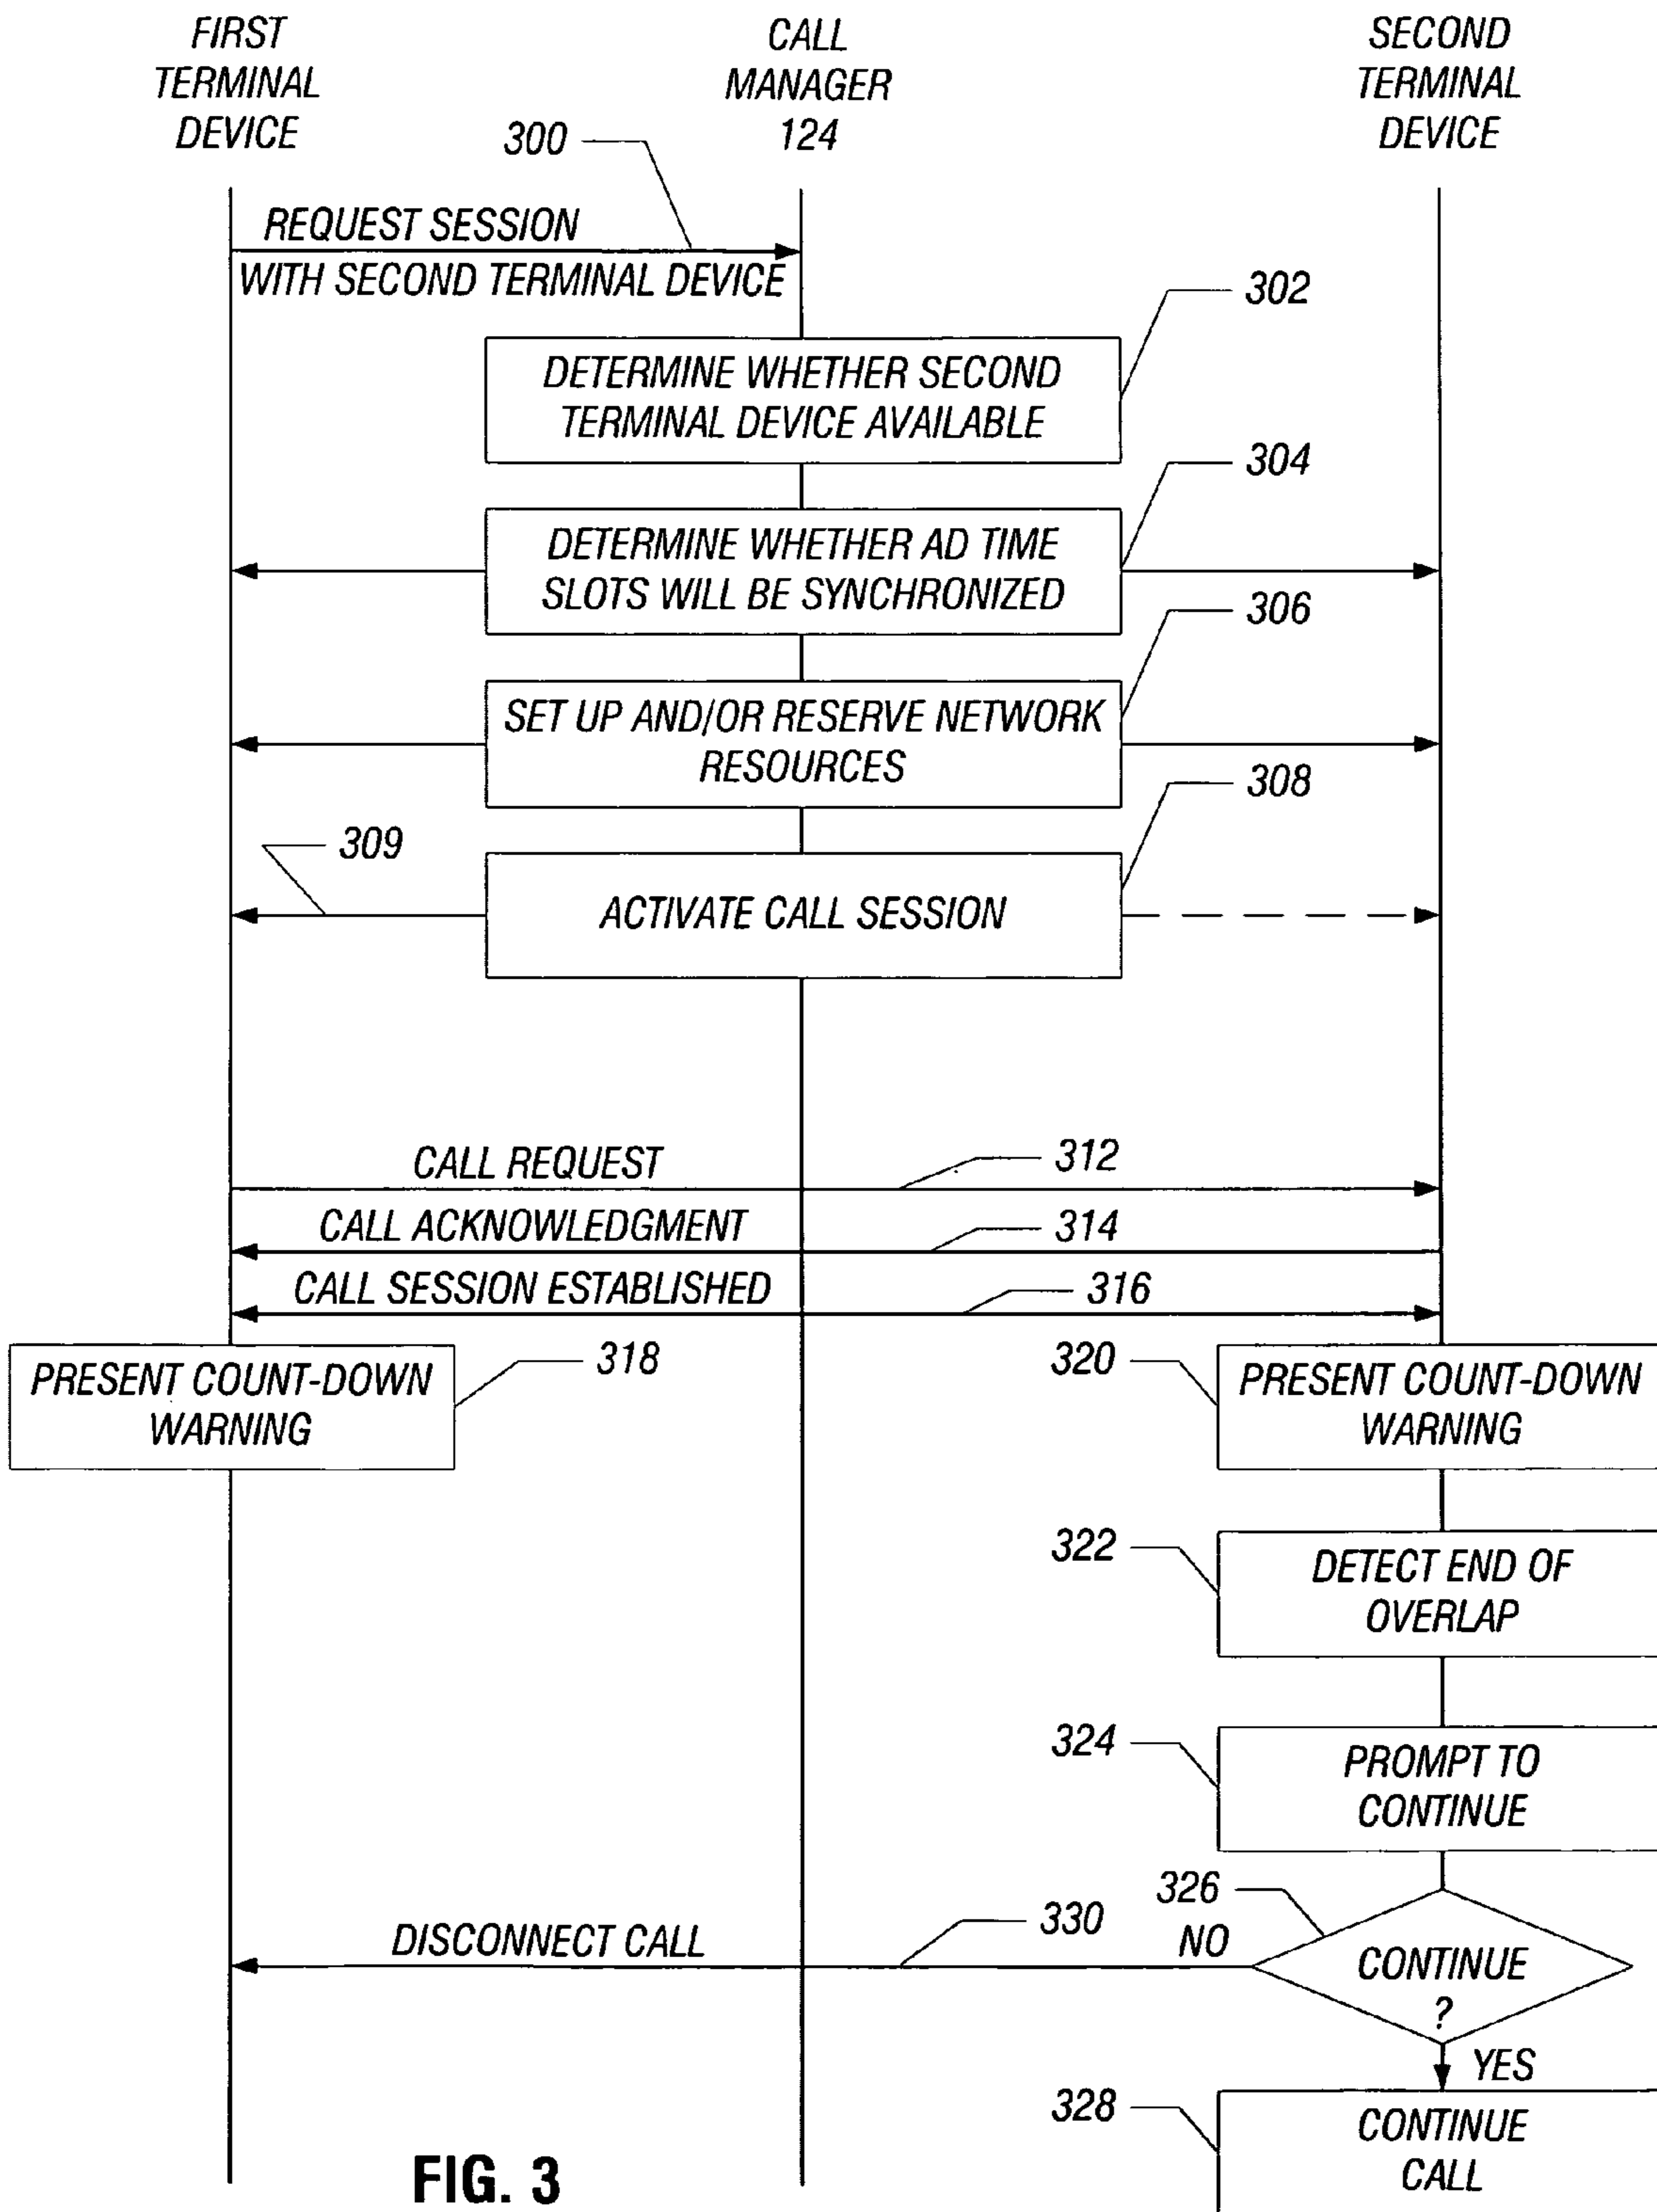 FIRST
TERMINAL
DEVICE
CALL
MANAGER
124
SECOND
TERMINAL
DEVICE
300
REQUEST SESSION
WITH SECOND TERMINAL DEVICE
302
DETERMINE WHETHER SECOND
TERMINAL DEVICE AVAILABLE
304
DETERMINE WHETHER AD TIME
SLOTS WILL BE SYNCHRONIZED
306
SET UP AND/OR RESERVE NETWORK
RESOURCES
308
309
ACTIVATE CALL SESSION
CALL REQUEST
312
CALL ACKNOWLEDGMENT
314
CALL SESSION ESTABLISHED
316
PRESENT COUNT-DOWN
WARNING
318
320
PRESENT COUNT-DOWN
WARNING
322
DETECT END OF
OVERLAP
324
PROMPT TO
CONTINUE
326
DISCONNECT CALL
330
NO
CONTINUE
?
YES
328
CONTINUE
CALL
FIG. 3